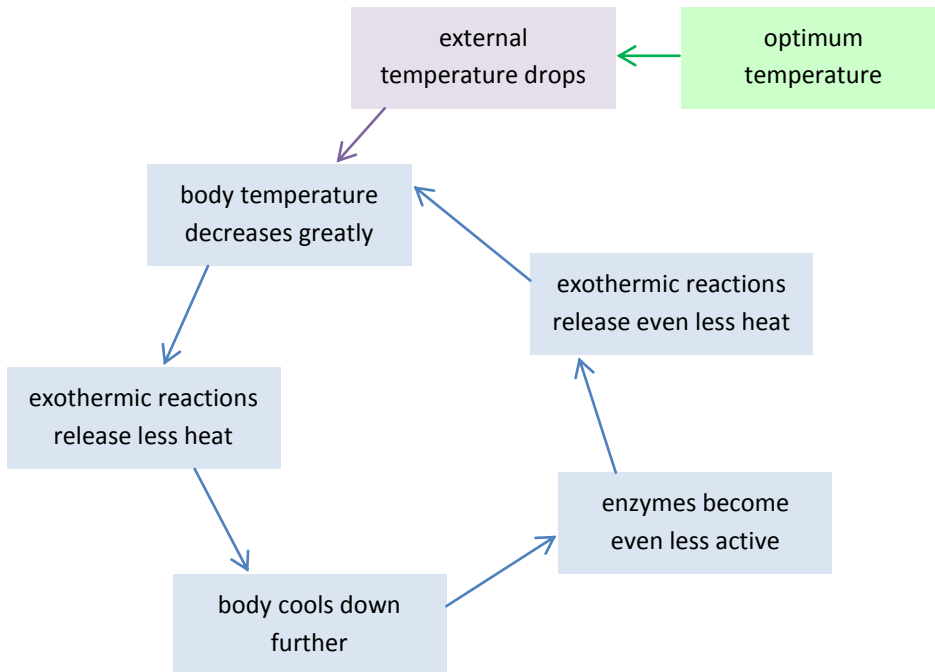 external
temperature drops
optimum
temperature
body temperature
decreases greatly
exothermic reactions
release less heat
body cools down
further
enzymes become
even less active
exothermic reactions
release even less heat